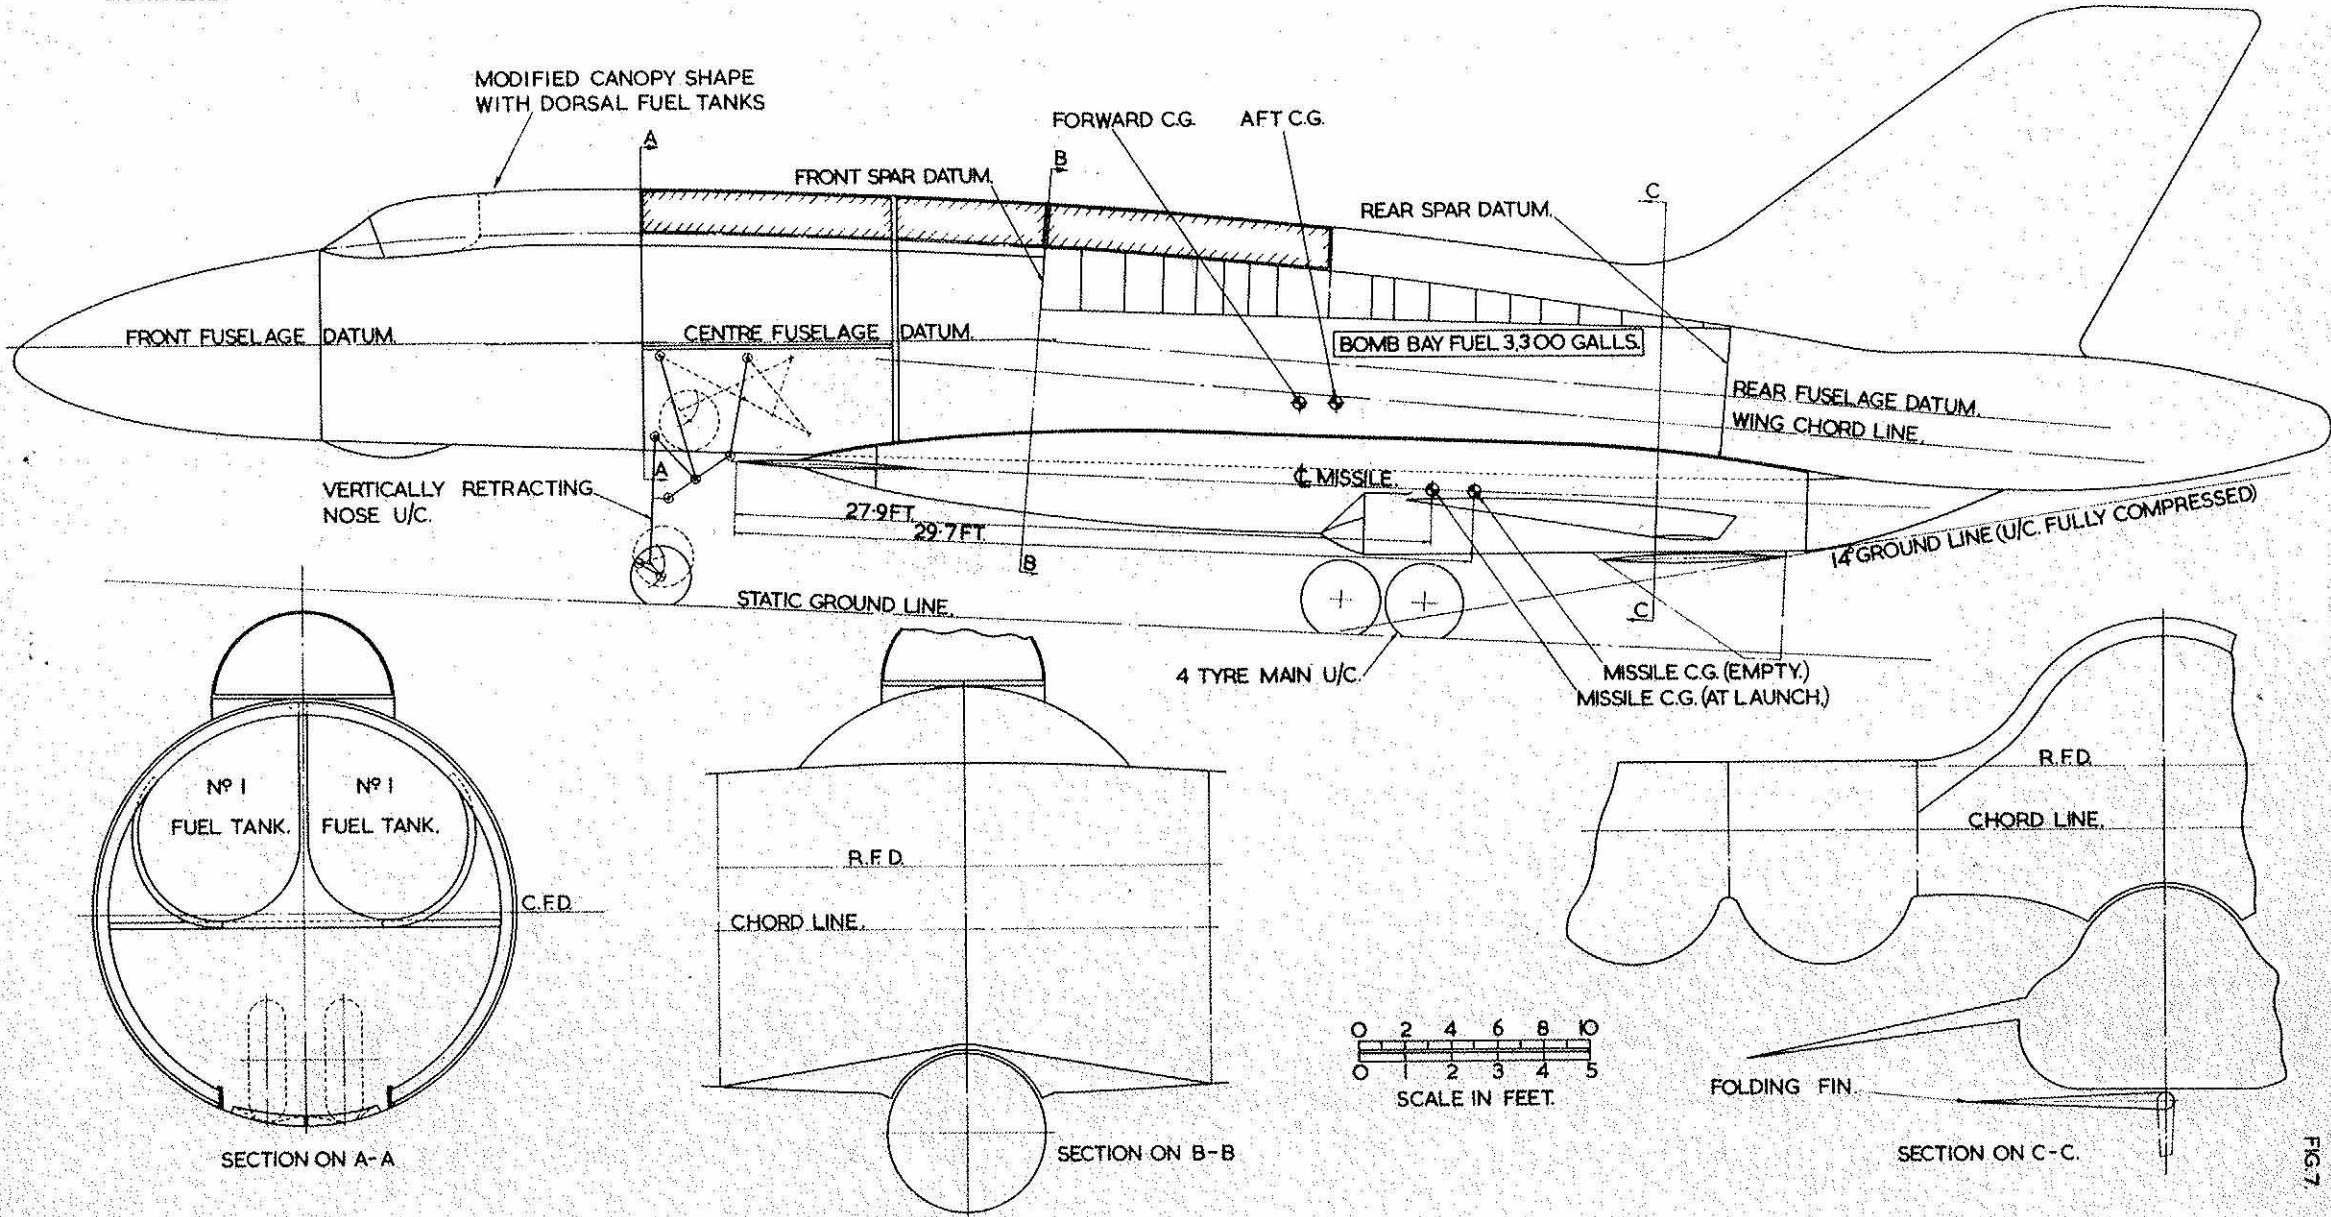 MODIFIED CANOPY SHAPE
WITH DORSAL FUEL TANKS
A
FRONT SPAR DATUM.
B
FORWARD C.G.
AFT C.G.
REAR SPAR DATUM.
C
FRONT FUSELAGE DATUM.
CENTRE FUSELAGE DATUM.
BOMB BAY FUEL 3,300 GALLS.
REAR FUSELAGE DATUM.
WING CHORD LINE.
A
VERTICALLY RETRACTING
NOSE U/C.
℄ MISSILE.
27·9 FT.
29·7 FT.
B
14° GROUND LINE (U/C. FULLY COMPRESSED)
STATIC GROUND LINE.
C
4 TYRE MAIN U/C.
MISSILE C.G. (EMPTY.)
MISSILE C.G. (AT LAUNCH.)
Nº 1
FUEL TANK.
Nº 1
FUEL TANK.
C.F.D.
SECTION ON A-A
R.F.D.
CHORD LINE.
SECTION ON B-B
0 2 4 6 8 10
0 1 2 3 4 5
SCALE IN FEET.
R.F.D.
CHORD LINE.
FOLDING FIN.
SECTION ON C-C.
FIG. 7.